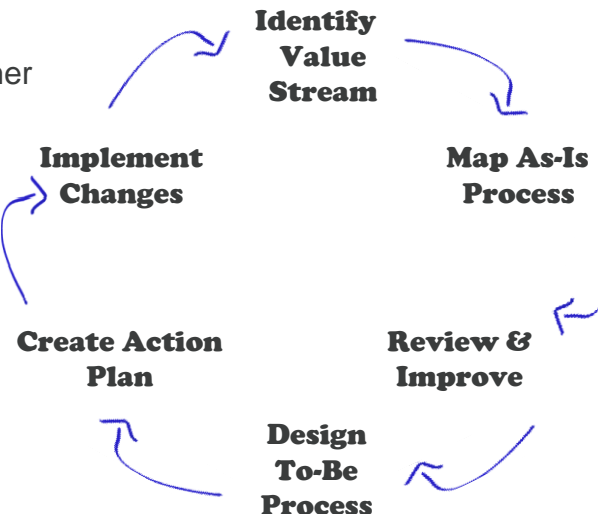 Identify
Value
Stream
Map As-Is
Process
Review &
Improve
Design
To-Be
Process
Create Action
Plan
Implement
Changes